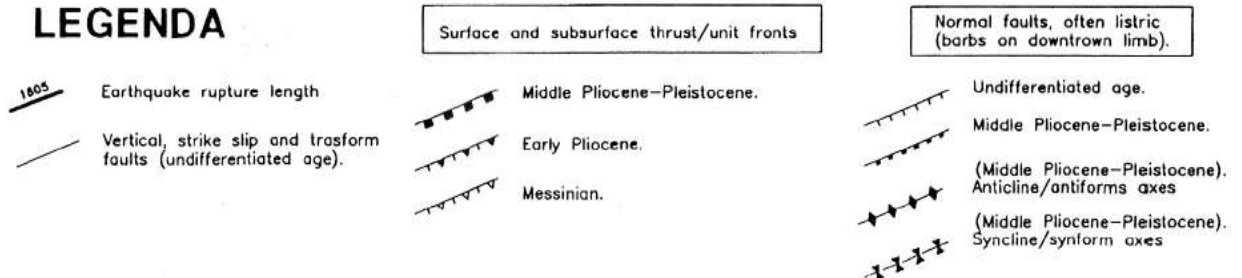 LEGENDA
1805
Earthquake rupture length
Vertical, strike slip and trasform
faults (undifferentiated age).
Surface and subsurface thrust/unit fronts
Middle Pliocene-Pleistocene.
Early Pliocene.
Messinian.
Normal faults, often listric
(barbs on downtrown limb).
Undifferentiated age.
Middle Pliocene-Pleistocene.
(Middle Pliocene-Pleistocene).
Anticline/antiforms axes
(Middle Pliocene-Pleistocene).
Syncline/synform axes